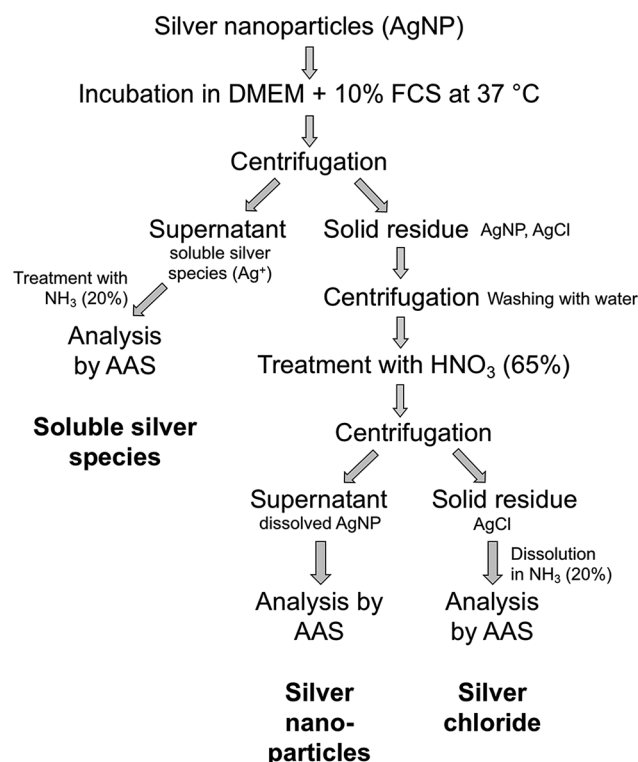 Silver nanoparticles (AgNP)
Incubation in DMEM + 10% FCS at 37 °C
Centrifugation
Supernatant
soluble silver
species (Ag⁺)
Solid residue AgNP, AgCl
Treatment with
NH₃ (20%)
Centrifugation Washing with water
Analysis
by AAS
Treatment with HNO₃ (65%)
Soluble silver
species
Centrifugation
Supernatant
dissolved AgNP
Solid residue
AgCl
Dissolution
in NH₃ (20%)
Analysis by
AAS
Analysis
by AAS
Silver
nano-
particles
Silver
chloride